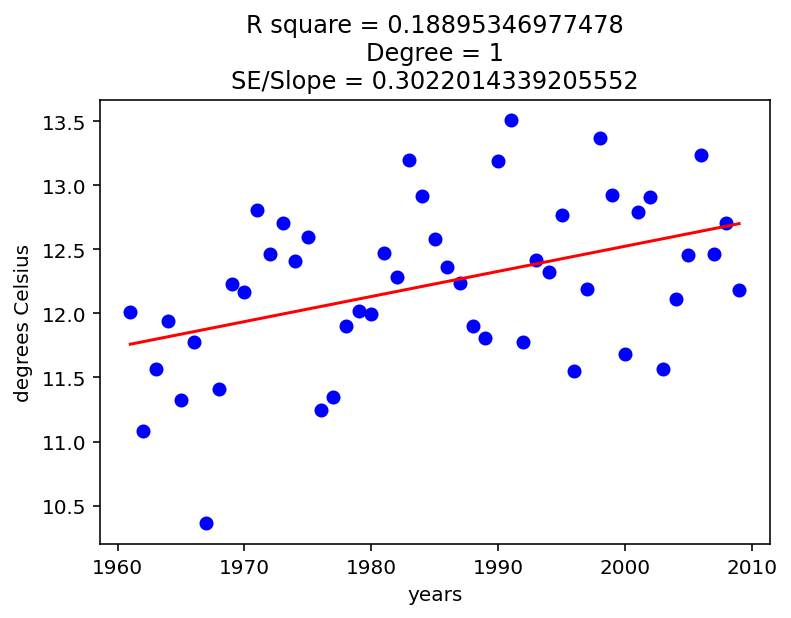 R square = 0.18895346977478
Degree = 1
SE/Slope = 0.3022014339205552
13.5
13.0
12.5
12.0
11.5
11.0
10.5
degrees Celsius
1960 1970 1980 1990 2000 2010
years